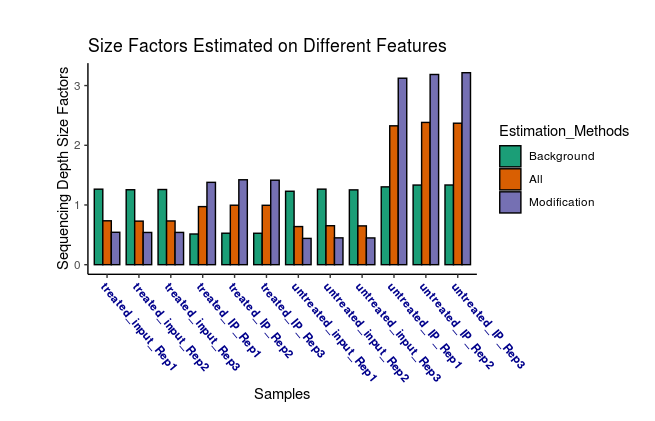 Size Factors Estimated on Different Features
Sequencing Depth Size Factors
3
2
1
0
treated_input_Rep1
treated_input_Rep2
treated_input_Rep3
treated_IP_Rep1
treated_IP_Rep2
treated_IP_Rep3
untreated_input_Rep1
untreated_input_Rep2
untreated_input_Rep3
untreated_IP_Rep1
untreated_IP_Rep2
untreated_IP_Rep3
Samples
Estimation_Methods
Background
All
Modification